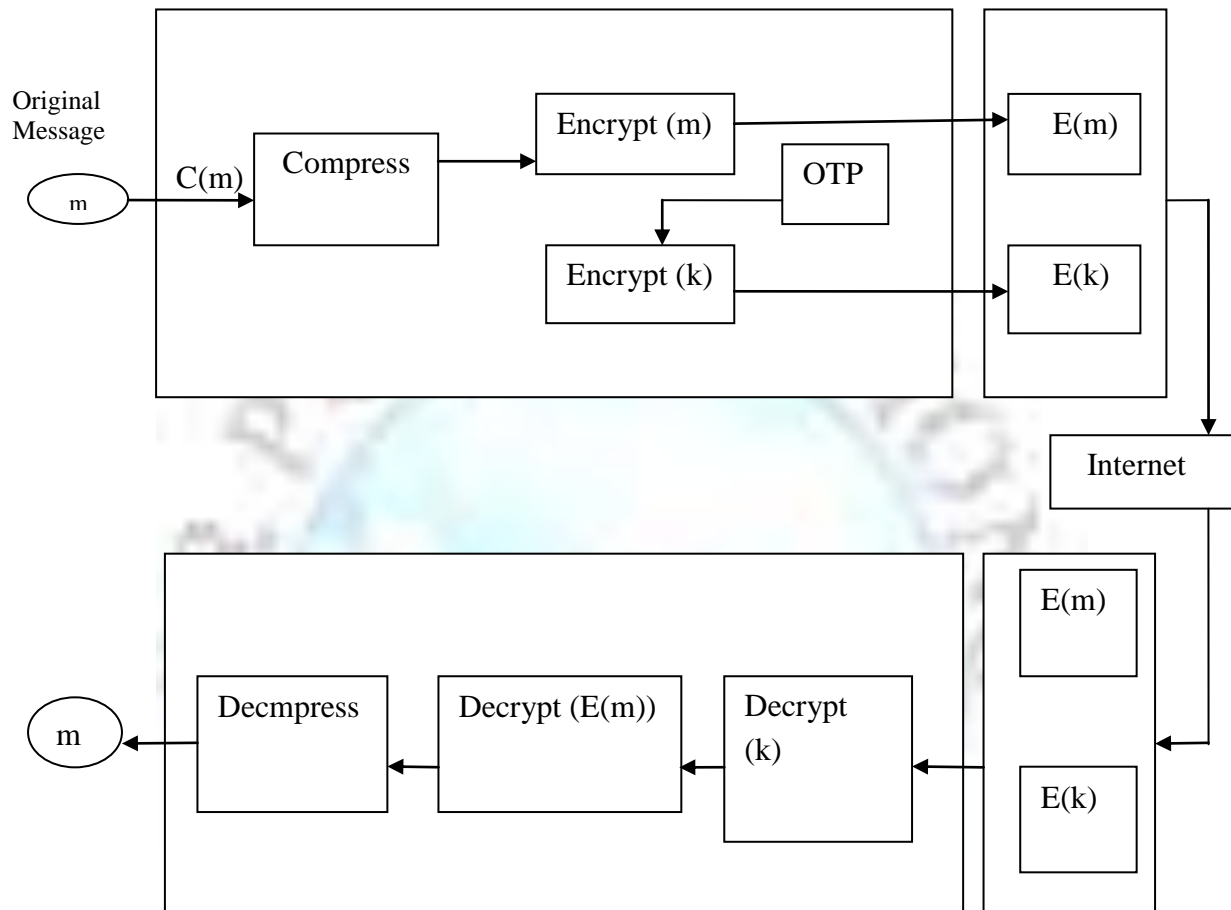 Original
Message
m
C(m)
Compress
Encrypt (m)
OTP
Encrypt (k)
E(m)
E(k)
Internet
E(m)
E(k)
Decrypt
(k)
Decrypt (E(m))
Decmpress
m